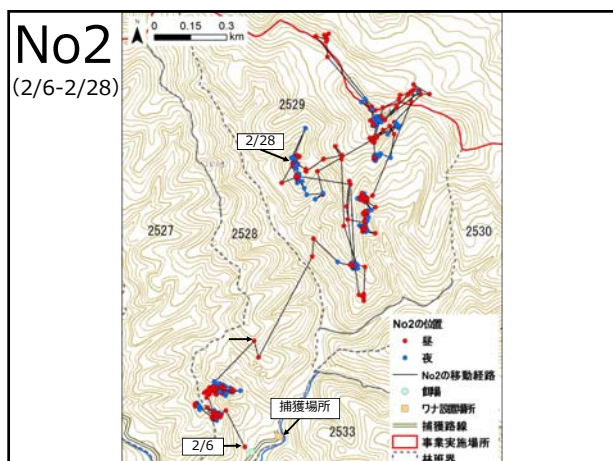 No2
(2/6-2/28)
0 0.15 0.3
km
N
2529
2/28
2527
2528
2530
No2の位置
昼
夜
No2の移動経路
餌場
ワナ設置場所
捕獲路線
事業実施場所
林班界
捕獲場所
2533
2/6